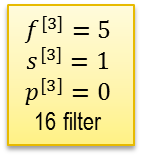 f^[3] = 5
s^[3] = 1
p^[3] = 0
16 filter